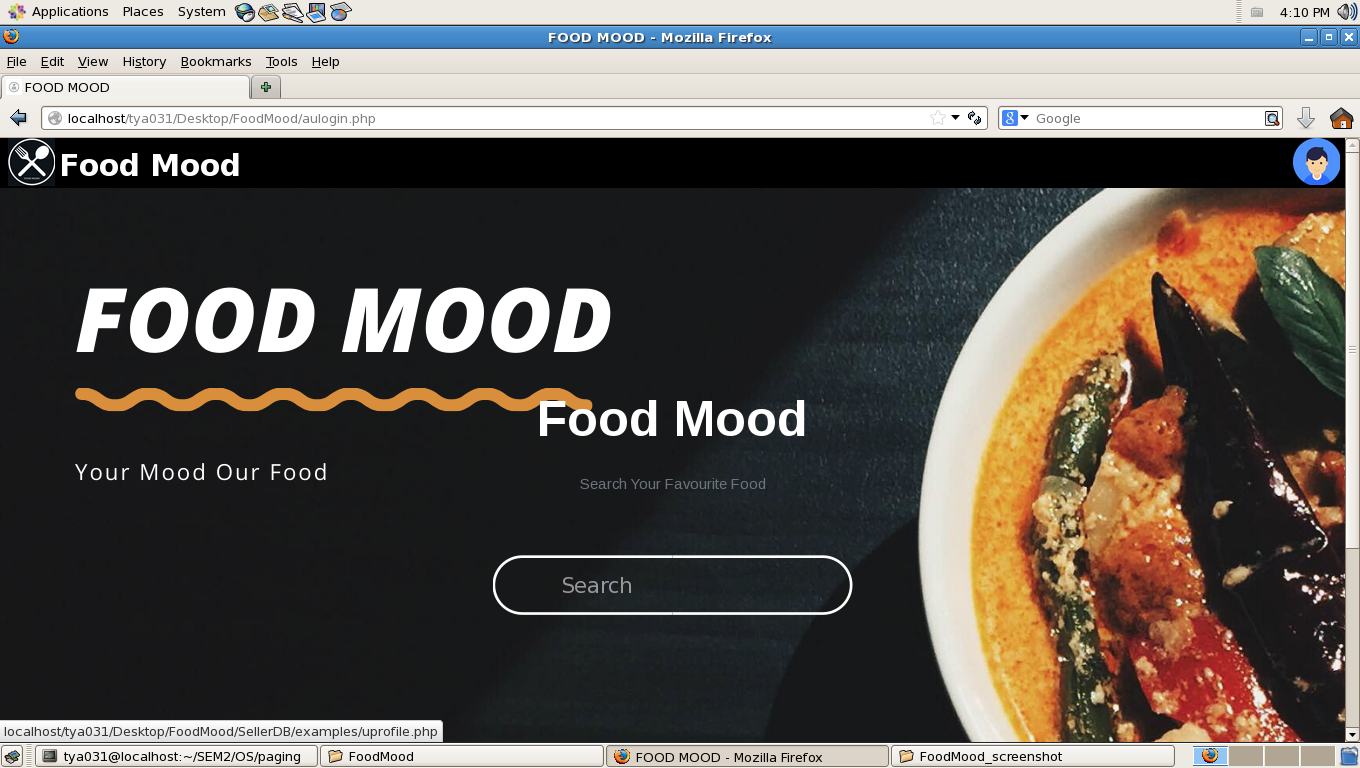 Applications Places System 4:10 PM
FOOD MOOD - Mozilla Firefox
File Edit View History Bookmarks Tools Help
FOOD MOOD
localhost/tya031/Desktop/FoodMood/aulogin.php
Google
Food Mood
FOOD MOOD
Food Mood
Your Mood Our Food
Search Your Favourite Food
Search
localhost/tya031/Desktop/FoodMood/SellerDB/examples/uprofile.php
tya031@localhost:~/SEM2/OS/paging FoodMood FOOD MOOD - Mozilla Firefox FoodMood_screenshot